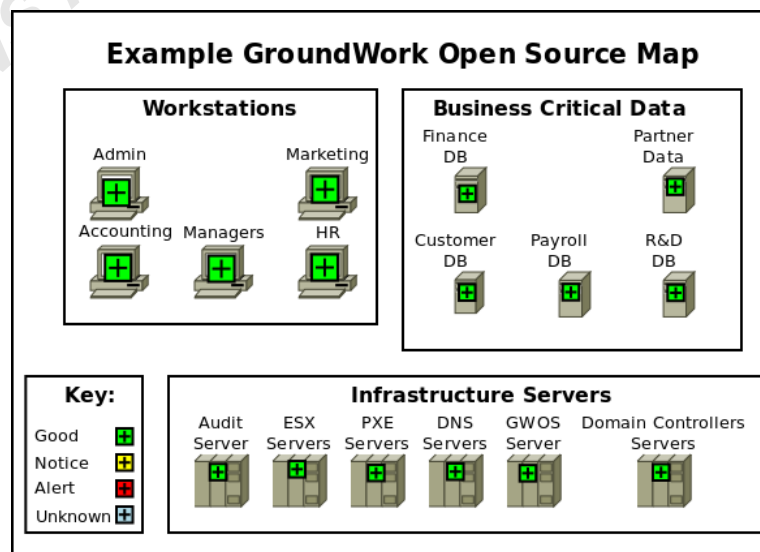 Example GroundWork Open Source Map
Workstations
Admin
Marketing
Accounting
Managers
HR
Business Critical Data
Finance
DB
Partner
Data
Customer
DB
Payroll
DB
R&D
DB
Key:
Good
Notice
Alert
Unknown
Infrastructure Servers
Audit
Server
ESX
Servers
PXE
Servers
DNS
Servers
GWOS
Server
Domain Controllers
Servers